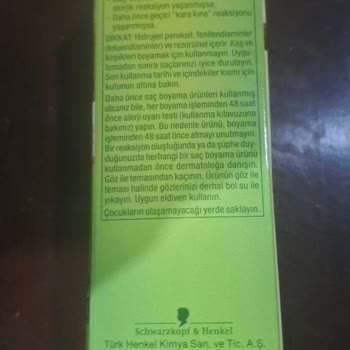 alerjik reaksiyon yaşanmışsa,
– Daha önce geçici "kara kına" reaksiyonu
yaşanmışsa,
DİKKAT: Hidrojen peroksit, fenilendiaminler
(toluendiaminler) ve rezorsinol içerir. Kaş ve
kirpikleri boyamak için kullanmayın. Uygu-
lamadan sonra saçlarınızı iyice durulayın.
Son kullanma tarihi ve içindekiler kısmı için
kutunun altına bakın.
Daha önce saç boyama ürünleri kullanmış
olsanız bile, her boyama işleminden 48 saat
önce alerji uyarı testi (kullanma kılavuzuna
bakınız) yapın. Bu nedenle ürünü, boyama
işleminden 48 saat önce almayı unutmayın.
Bir reaksiyon oluştuğunda ya da şüphe duy-
duğunuzda herhangi bir saç boyama ürünü
kullanmadan önce dermatoloğa danışın.
Göz ile temasından kaçının. Ürünün göz ile
teması halinde gözlerinizi derhal bol su ile
yıkayın. Uygun eldiven kullanın.
Çocukların ulaşamayacağı yerde saklayın.
Schwarzkopf & Henkel
Türk Henkel Kimya San. ve Tic. A.Ş.